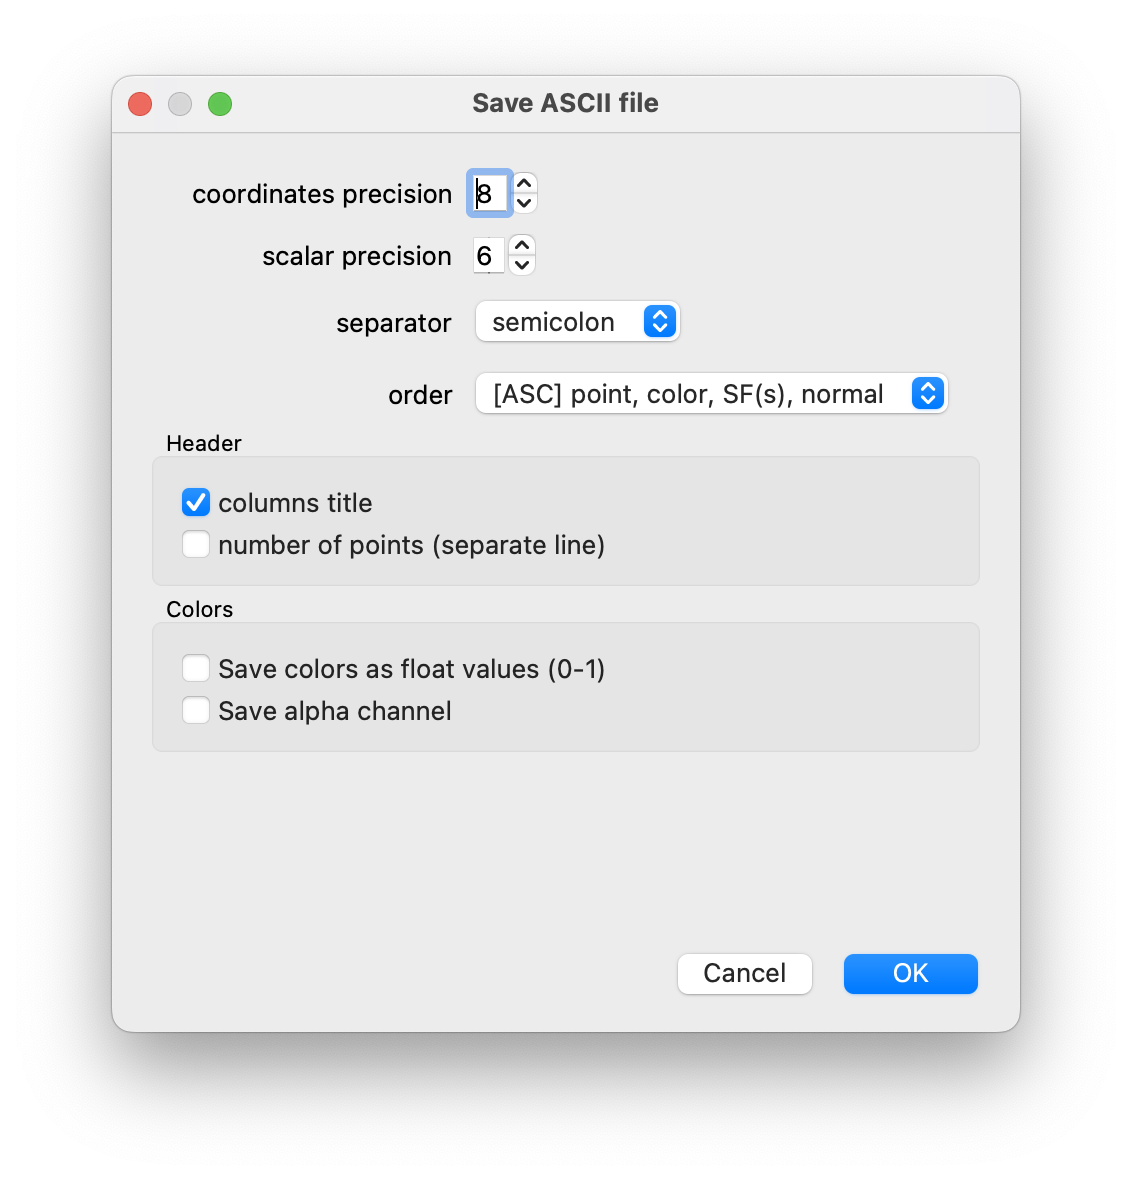 Save ASCII file
coordinates precision 8
scalar precision 6
separator semicolon
order [ASC] point, color, SF(s), normal
Header
columns title
number of points (separate line)
Colors
Save colors as float values (0-1)
Save alpha channel
Cancel OK